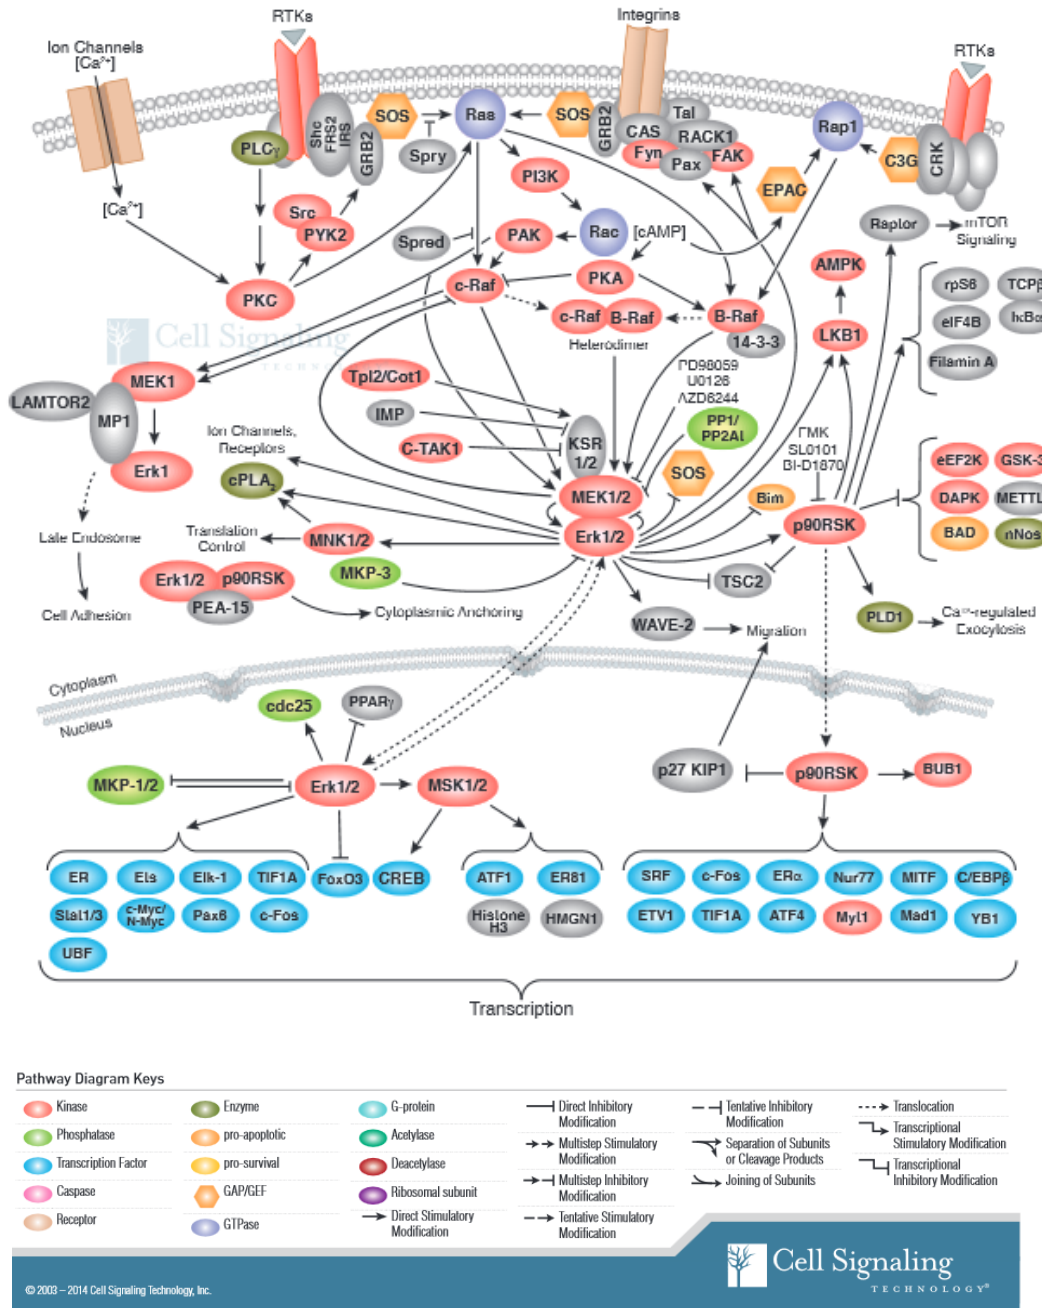 RTKs
Integrins
Ion Channels
[Ca²⁺]
RTKs
SOS
Ras
SOS
GRB2
Tal
CAS
RACK1
Fyn
FAK
Pax
Rap1
C3G
CRK
PLCγ
Shc
FRS2
IRS
GRB2
Spry
PI3K
EPAC
[Ca²⁺]
Src
PYK2
Spred
PAK
Rac
[cAMP]
Raptor
mTOR
Signaling
PKC
c-Raf
PKA
AMPK
c-Raf
B-Raf
B-Raf
14-3-3
Heterodimer
LKB1
rpS6
TCPβ
eIF4B
IκBα
Filamin A
Cell Signaling
LAMTOR2
MEK1
MP1
Erk1
Tpl2/Cot1
IMP
C-TAK1
KSR
1/2
PD98059
U0126
AZD6244
PP1/
PP2A
SOS
FMK
SL0101
BI-D1870
Ion Channels,
Receptors
cPLA₂
MEK1/2
Bim
p90RSK
eEF2K
GSK-3
DAPK
METTL
BAD
nNos
Late Endosome
Translation
Control
MNK1/2
Erk1/2
MKP-3
Erk1/2
p90RSK
PEA-15
TSC2
Cell Adhesion
Cytoplasmic Anchoring
WAVE-2
Migration
PLD1
-regulated
Exocytosis
Cytoplasm
Nucleus
cdc25
PPARγ
MKP-1/2
Erk1/2
MSK1/2
p27 KIP1
p90RSK
BUB1
ER
Ets
Elk-1
TIF1A
FoxO3
CREB
ATF1
ER81
SRF
c-Fos
ERα
Nur77
MITF
C/EBPβ
Stat1/3
c-Myc/
N-Myc
Pax6
c-Fos
Histone
H3
HMGN1
ETV1
TIF1A
ATF4
Myt1
Mad1
YB1
UBF
Transcription
Pathway Diagram Keys
Kinase
Phosphatase
Transcription Factor
Caspase
Receptor
Enzyme
pro-apoptotic
pro-survival
GAP/GEF
GTPase
G-protein
Acetylase
Deacetylase
Ribosomal subunit
Direct Stimulatory
Modification
Direct Inhibitory
Modification
Multistep Stimulatory
Modification
Multistep Inhibitory
Modification
Tentative Stimulatory
Modification
Tentative Inhibitory
Modification
Separation of Subunits
or Cleavage Products
Joining of Subunits
Translocation
Transcriptional
Stimulatory Modification
Transcriptional
Inhibitory Modification
Cell Signaling
TECHNOLOGY®
© 2003 – 2014 Cell Signaling Technology, Inc.